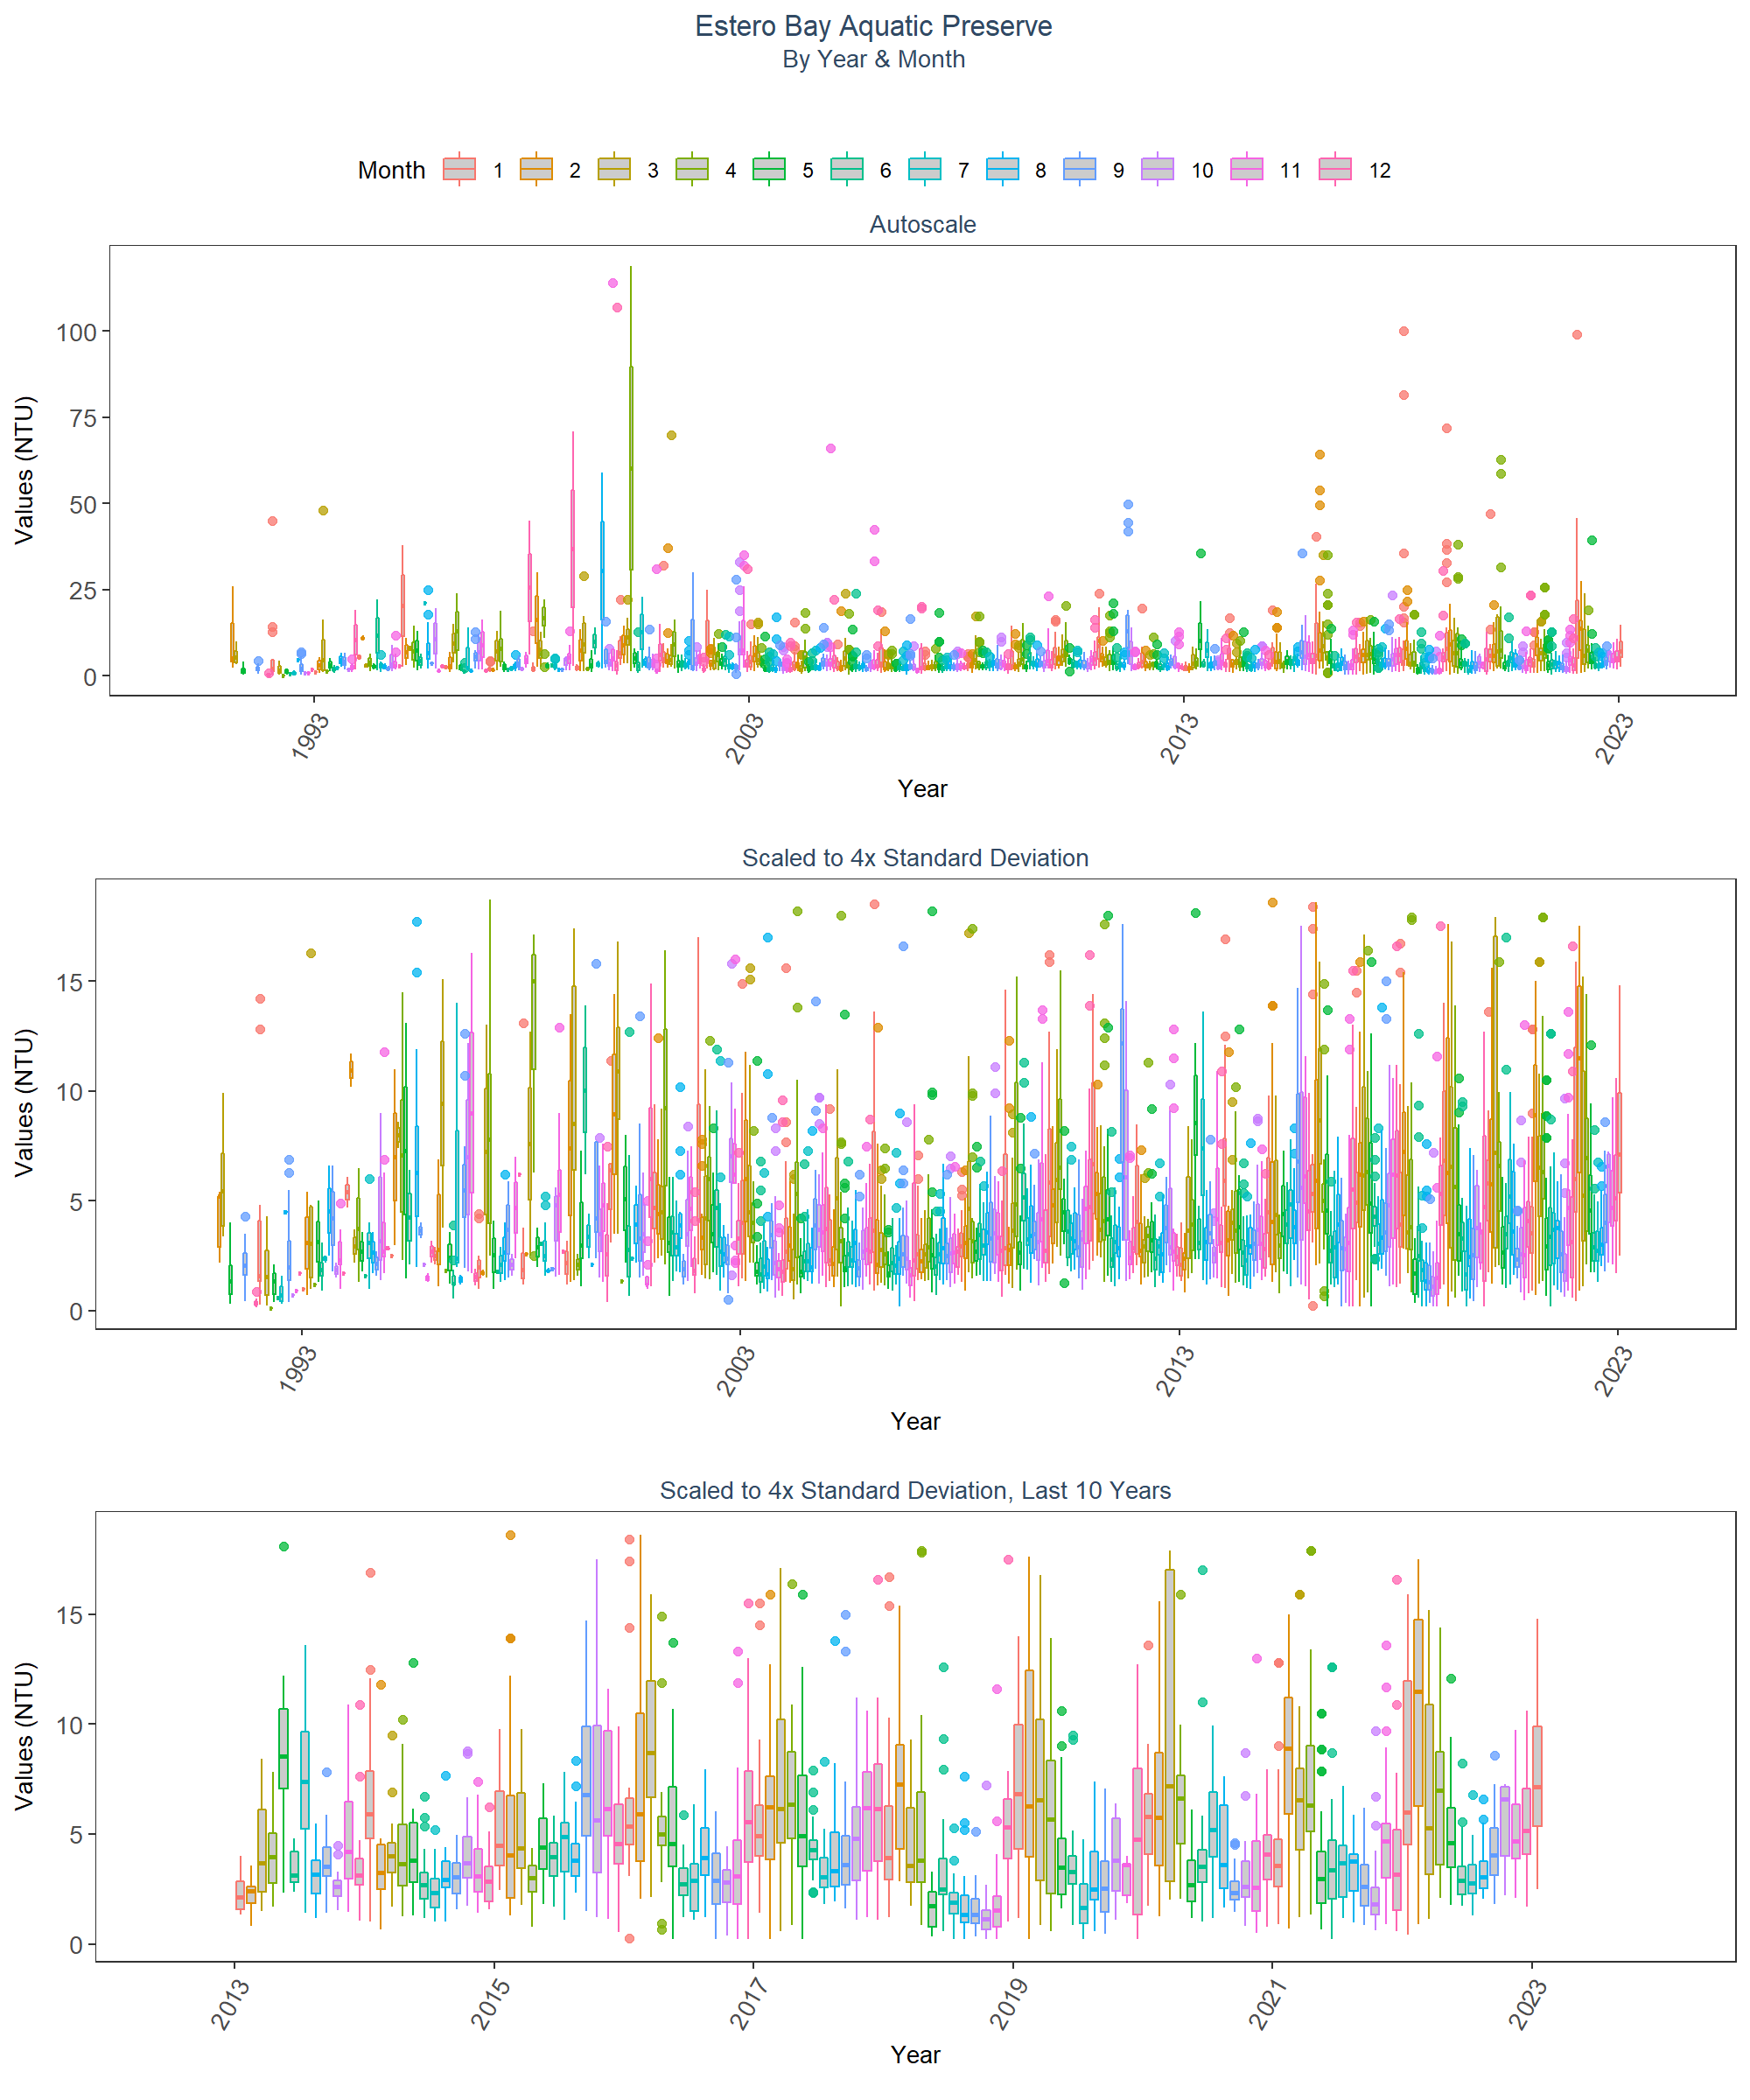 Estero Bay Aquatic Preserve
By Year & Month
Month 1 2 3 4 5 6 7 8 9 10 11 12
Autoscale
Values (NTU)
100
75
50
25
0
1993 2003 2013 2023
Year
Scaled to 4x Standard Deviation
Values (NTU)
15
10
5
0
1993 2003 2013 2023
Year
Scaled to 4x Standard Deviation, Last 10 Years
Values (NTU)
15
10
5
0
2013 2015 2017 2019 2021 2023
Year